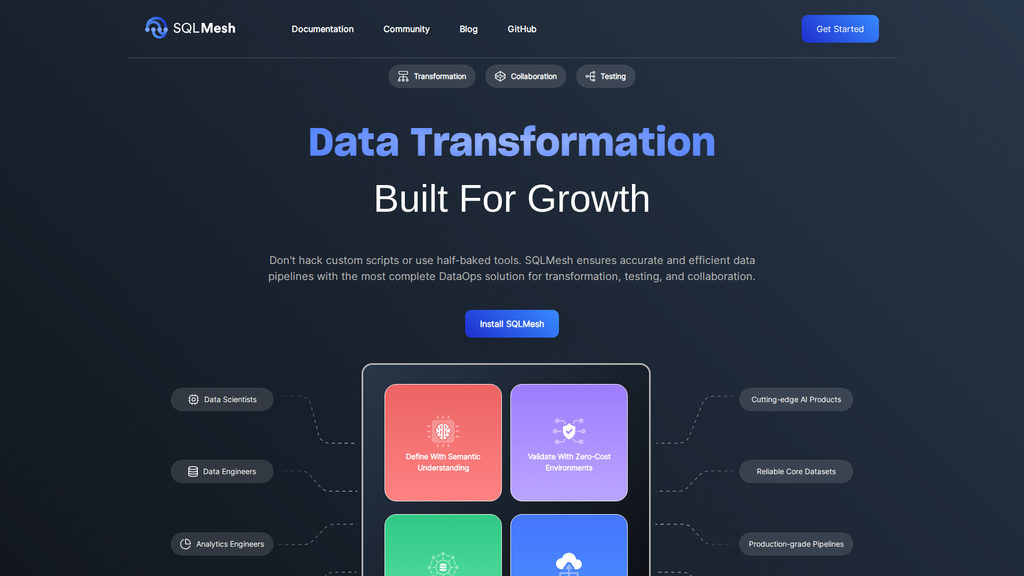 SQLMesh
Documentation
Community
Blog
GitHub
Get Started
Transformation
Collaboration
Testing
Data Transformation
Built For Growth
Don't hack custom scripts or use half-baked tools. SQLMesh ensures accurate and efficient data
pipelines with the most complete DataOps solution for transformation, testing, and collaboration.
Install SQLMesh
Data Scientists
Data Engineers
Analytics Engineers
Define With Semantic
Understanding
Validate With Zero-Cost
Environments
Cutting-edge AI Products
Reliable Core Datasets
Production-grade Pipelines